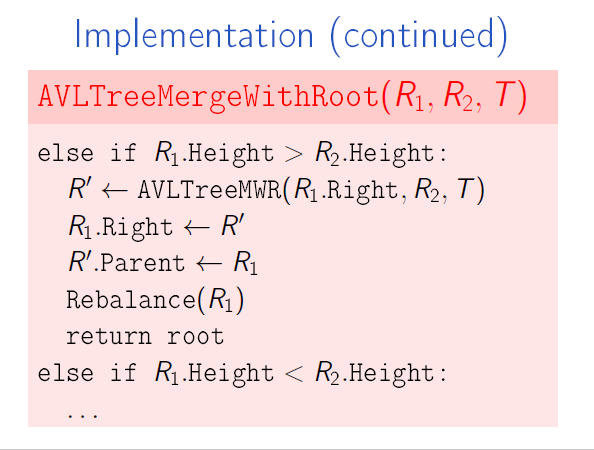 Implementation (continued)
AVLTreeMergeWithRoot(R₁, R₂, T)
else if R₁.Height > R₂.Height:
R′ ← AVLTreeMWR(R₁.Right, R₂, T)
R₁.Right ← R′
R′.Parent ← R₁
Rebalance(R₁)
return root
else if R₁.Height < R₂.Height:
...